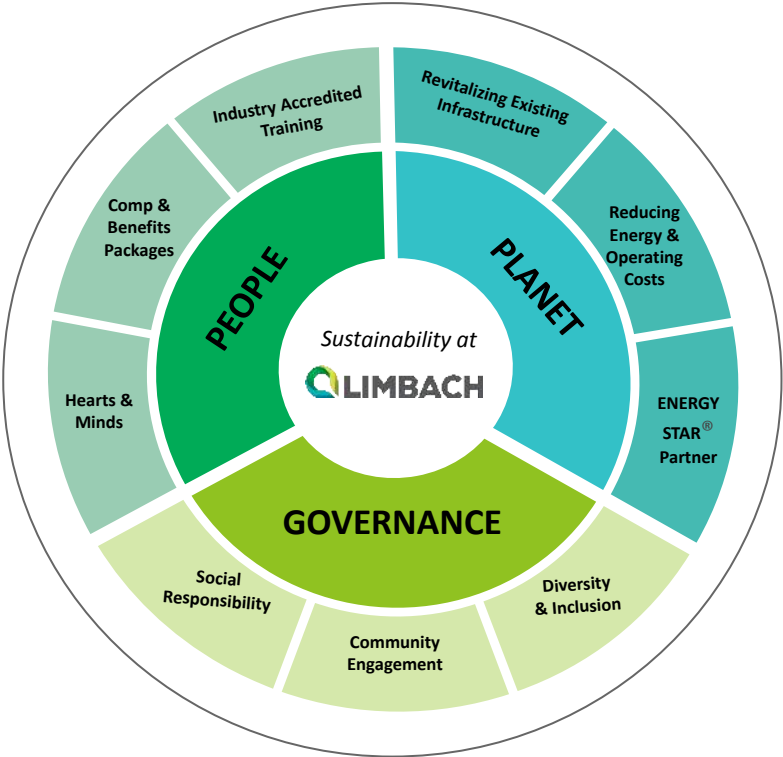 Industry Accredited
Training
Revitalizing Existing
Infrastructure
Comp &
Benefits
Packages
Reducing
Energy &
Operating
Costs
PEOPLE
PLANET
Sustainability at
LIMBACH
Hearts &
Minds
ENERGY
STAR®
Partner
GOVERNANCE
Social
Responsibility
Community
Engagement
Diversity
& Inclusion